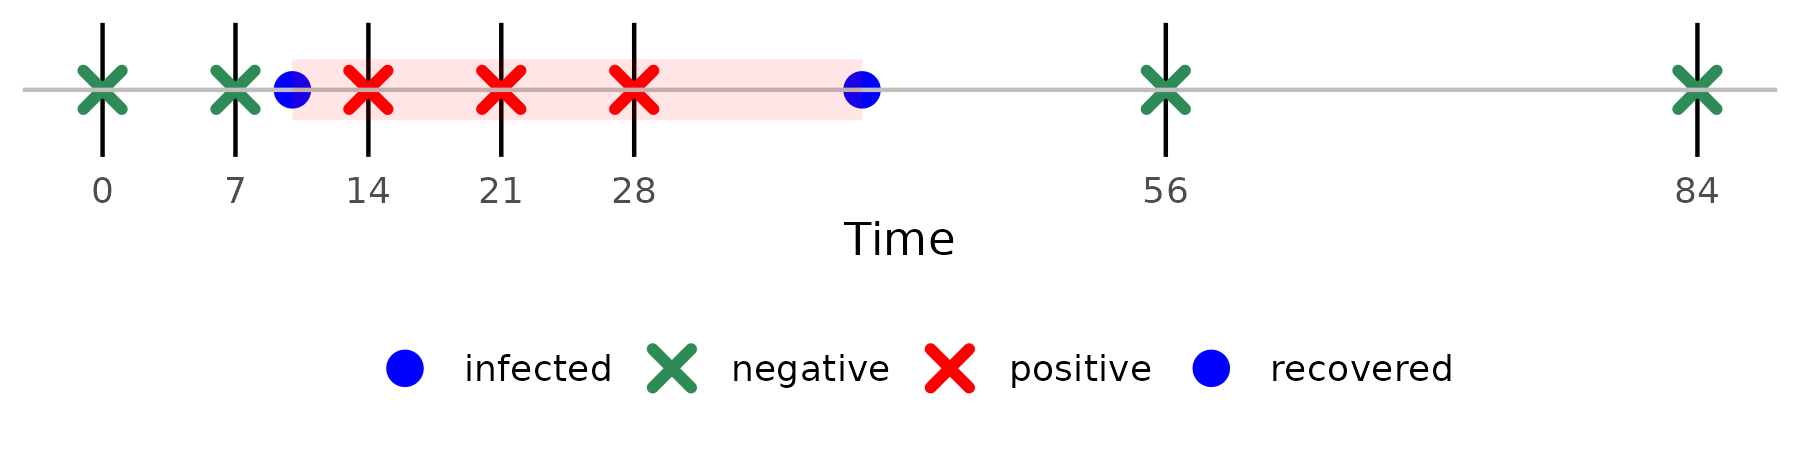 0 7 14 21 28 56 84
Time
infected negative positive recovered